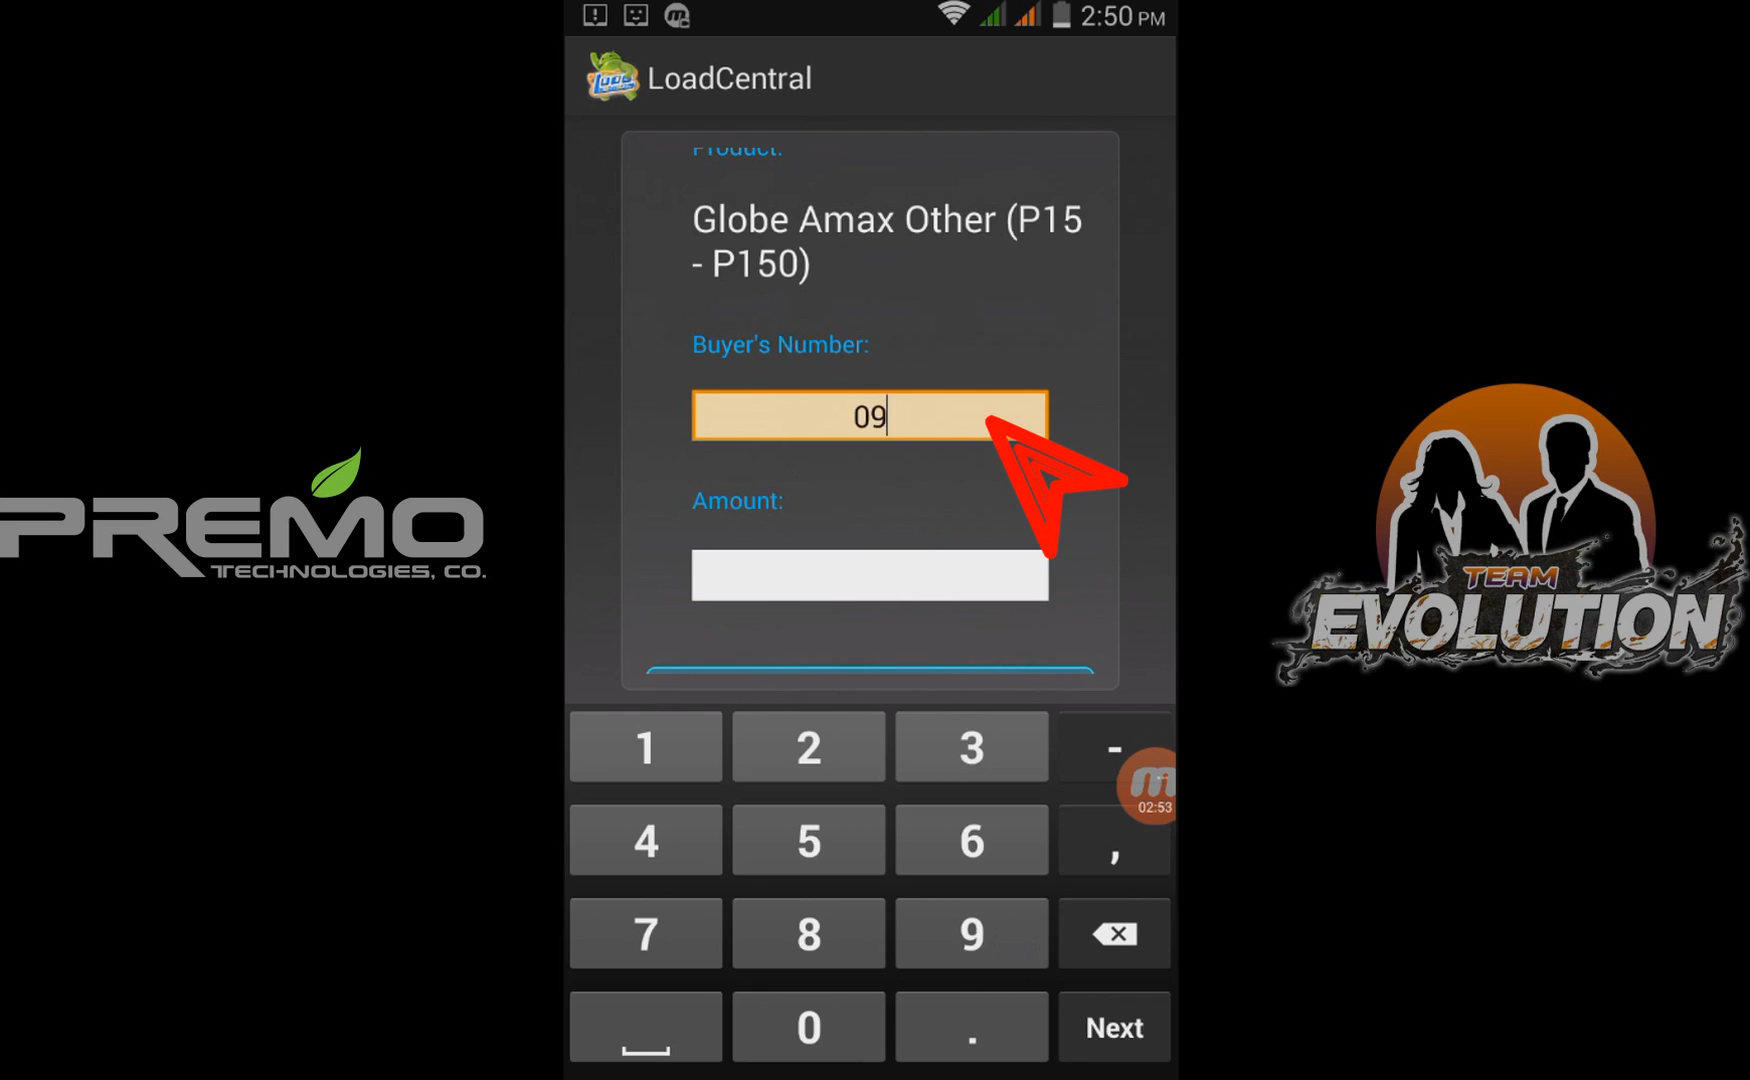 2:50 PM
LoadCentral
Product:
Globe Amax Other (P15
- P150)
Buyer's Number:
09
Amount:
PREMO
TECHNOLOGIES, CO.
TEAM
EVOLUTION
1 2 3 -
02:53
4 5 6 ,
7 8 9
0 . Next